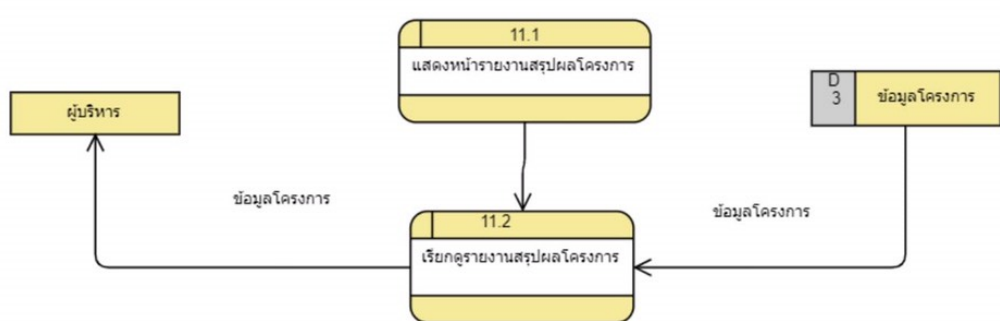 11.1
แสดงหน้ารายงานสรุปผลโครงการ
ผู้บริหาร
D
3
ข้อมูลโครงการ
ข้อมูลโครงการ
ข้อมูลโครงการ
11.2
เรียกดูรายงานสรุปผลโครงการ